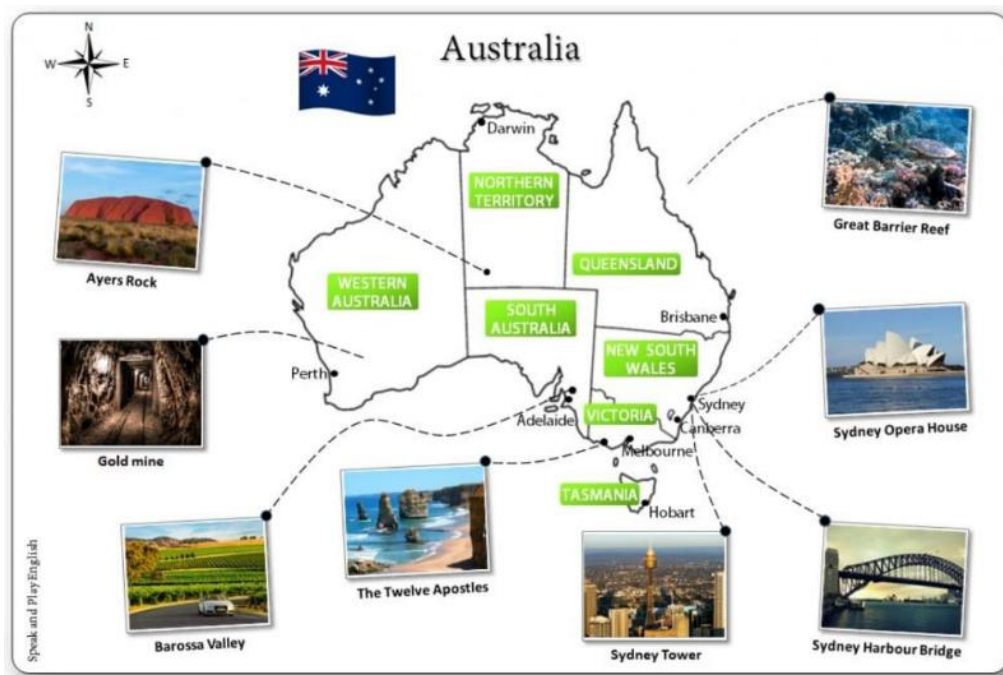 Australia
N
W
E
S
Darwin
NORTHERN
TERRITORY
Ayers Rock
Great Barrier Reef
WESTERN
AUSTRALIA
QUEENSLAND
SOUTH
AUSTRALIA
Brisbane
NEW SOUTH
WALES
Perth
Sydney
VICTORIA
Adelaide
Canberra
Melbourne
Sydney Opera House
Gold mine
TASMANIA
Hobart
The Twelve Apostles
Barossa Valley
Sydney Tower
Sydney Harbour Bridge
Speak and Play English